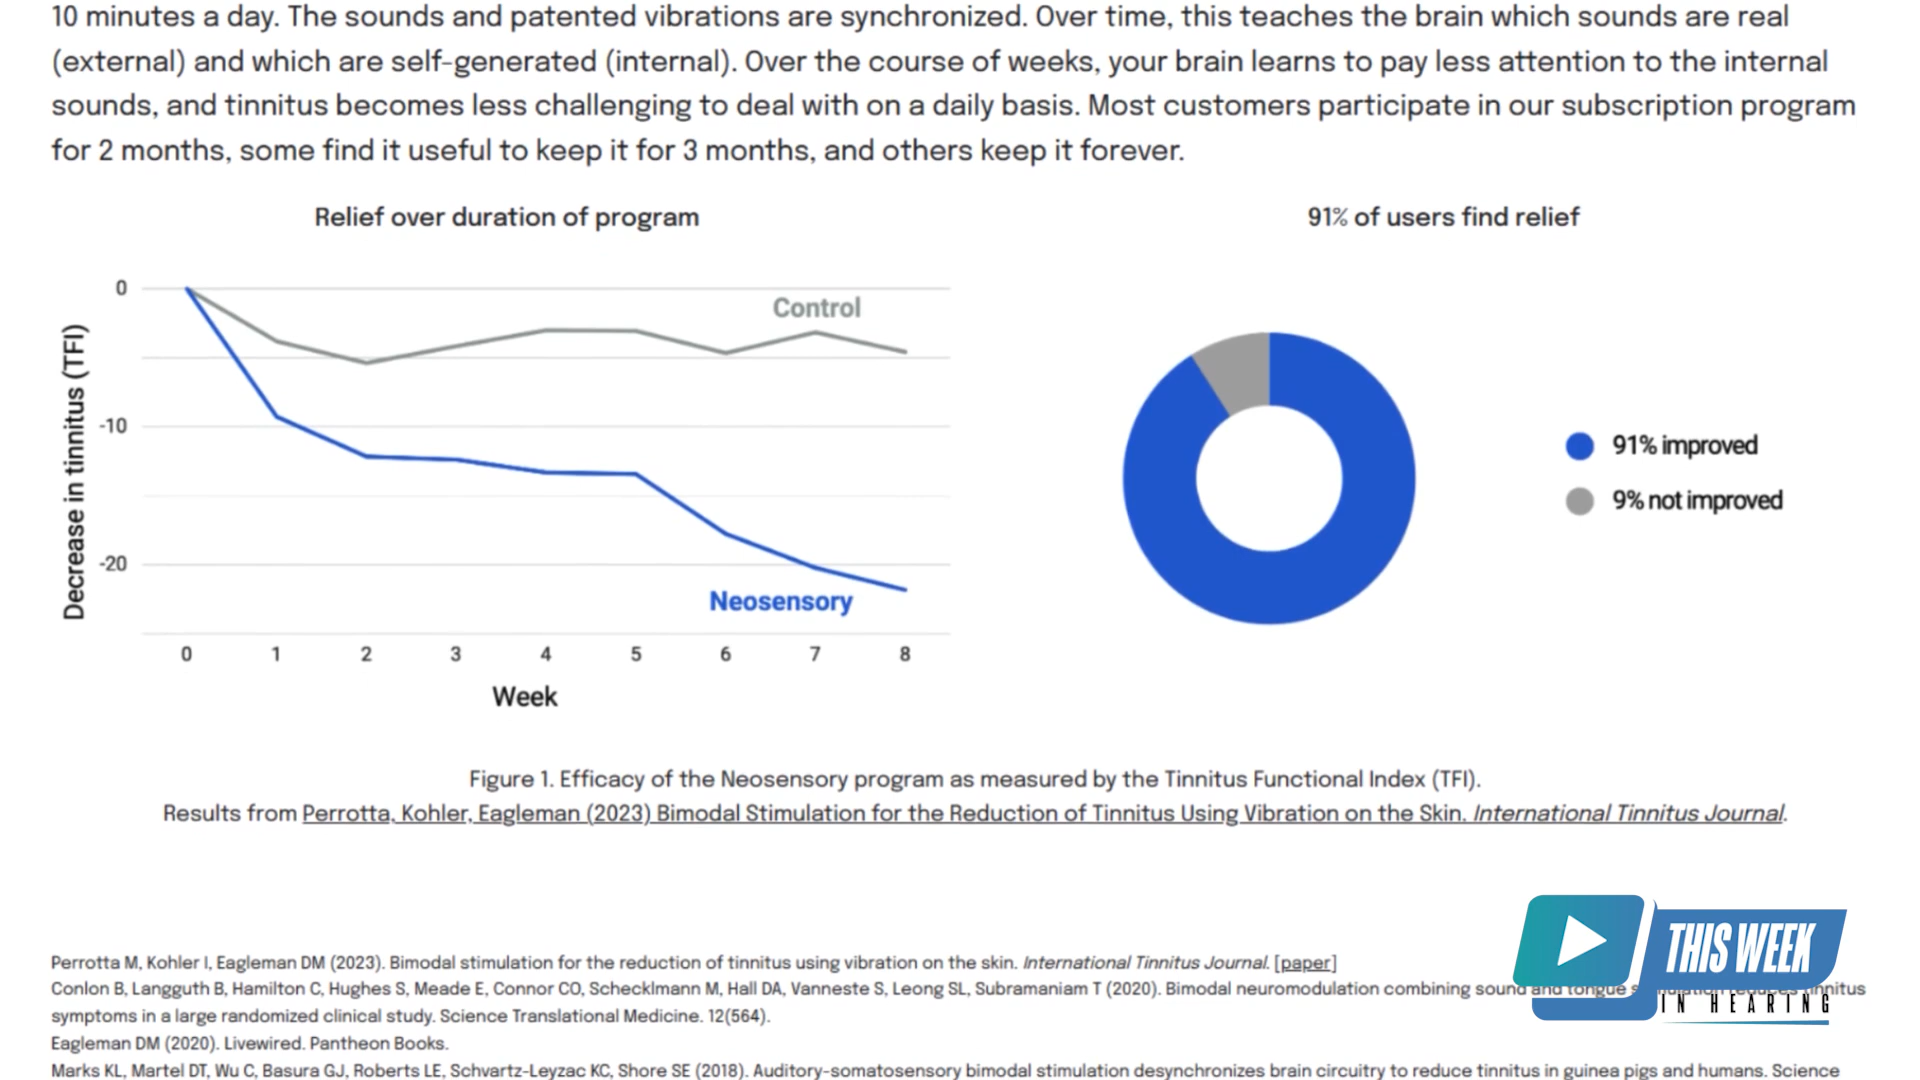 10 minutes a day. The sounds and patented vibrations are synchronized. Over time, this teaches the brain which sounds are real
(external) and which are self-generated (internal). Over the course of weeks, your brain learns to pay less attention to the internal
sounds, and tinnitus becomes less challenging to deal with on a daily basis. Most customers participate in our subscription program
for 2 months, some find it useful to keep it for 3 months, and others keep it forever.
Relief over duration of program
Decrease in tinnitus (TFI)
0
-10
-20
Control
Neosensory
0 1 2 3 4 5 6 7 8
Week
91% of users find relief
91% improved
9% not improved
Figure 1. Efficacy of the Neosensory program as measured by the Tinnitus Functional Index (TFI).
Results from Perrotta, Kohler, Eagleman (2023) Bimodal Stimulation for the Reduction of Tinnitus Using Vibration on the Skin. International Tinnitus Journal.
Perrotta M, Kohler I, Eagleman DM (2023). Bimodal stimulation for the reduction of tinnitus using vibration on the skin. International Tinnitus Journal. [paper]
Conlon B, Langguth B, Hamilton C, Hughes S, Meade E, Connor CO, Schecklmann M, Hall DA, Vanneste S, Leong SL, Subramaniam T (2020). Bimodal neuromodulation combining sound and tongue tinnitus
symptoms in a large randomized clinical study. Science Translational Medicine. 12(564).
Eagleman DM (2020). Livewired. Pantheon Books.
Marks KL, Martel DT, Wu C, Basura GJ, Roberts LE, Schvartz-Leyzac KC, Shore SE (2018). Auditory-somatosensory bimodal stimulation desynchronizes brain circuitry to reduce tinnitus in guinea pigs and humans. Science
THIS WEEK
IN HEARING